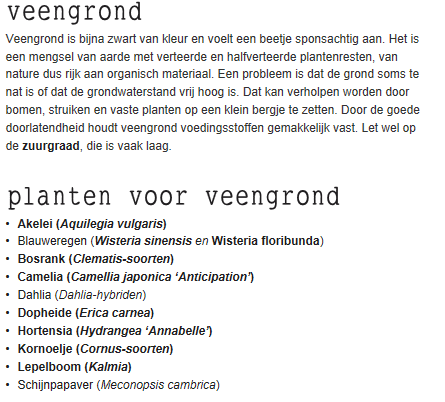 veengrond
Veengrond is bijna zwart van kleur en voelt een beetje sponsachtig aan. Het is
een mengsel van aarde met verteerde en halfverteerde plantenresten, van
nature dus rijk aan organisch materiaal. Een probleem is dat de grond soms te
nat is of dat de grondwaterstand vrij hoog is. Dat kan verholpen worden door
bomen, struiken en vaste planten op een klein bergje te zetten. Door de goede
doorlatendheid houdt veengrond voedingsstoffen gemakkelijk vast. Let wel op
de zuurgraad, die is vaak laag.
planten voor veengrond
• Akelei (Aquilegia vulgaris)
• Blauweregen (Wisteria sinensis en Wisteria floribunda)
• Bosrank (Clematis-soorten)
• Camelia (Camellia japonica ‘Anticipation’)
• Dahlia (Dahlia-hybriden)
• Dopheide (Erica carnea)
• Hortensia (Hydrangea ‘Annabelle’)
• Kornoelje (Cornus-soorten)
• Lepelboom (Kalmia)
• Schijnpapaver (Meconopsis cambrica)